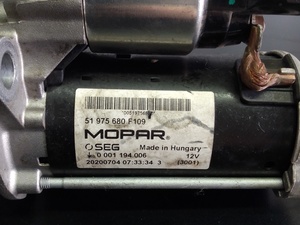 51 975 680 F109
MOPAR
SEG Made in Hungary
0 001 194 006 12V
20200704 07:33:34 3 (3001)